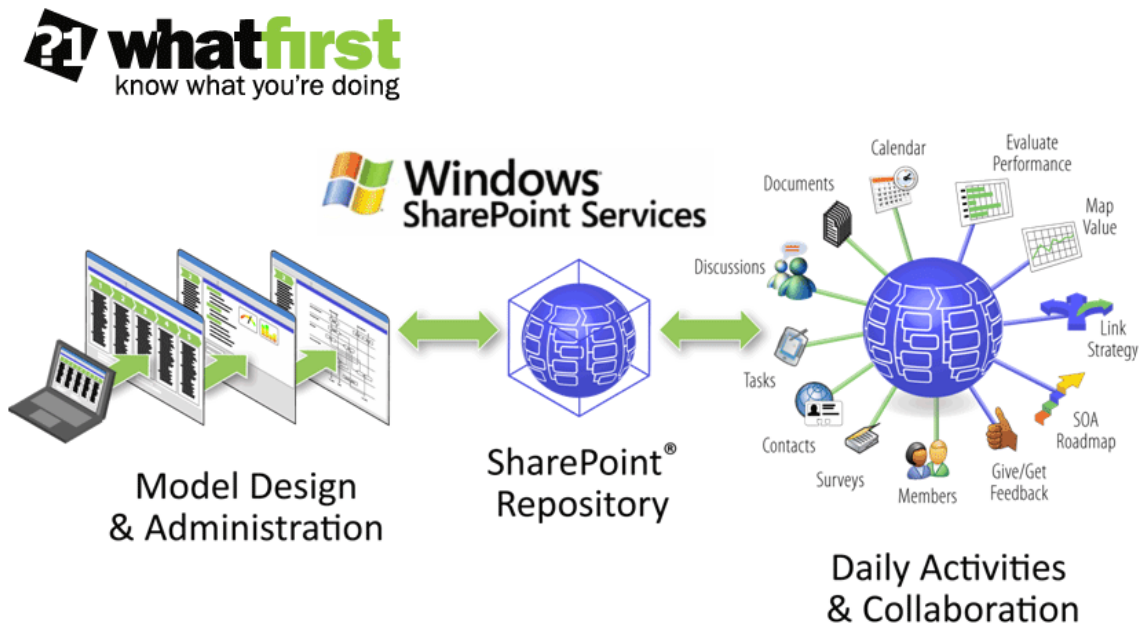 ?1 whatfirst
know what you're doing
Windows
SharePoint Services
Model Design
& Administration
SharePoint®
Repository
Calendar
Evaluate
Performance
Documents
Map
Value
Discussions
Link
Strategy
Tasks
SOA
Roadmap
Contacts
Surveys
Members
Give/Get
Feedback
Daily Activities
& Collaboration